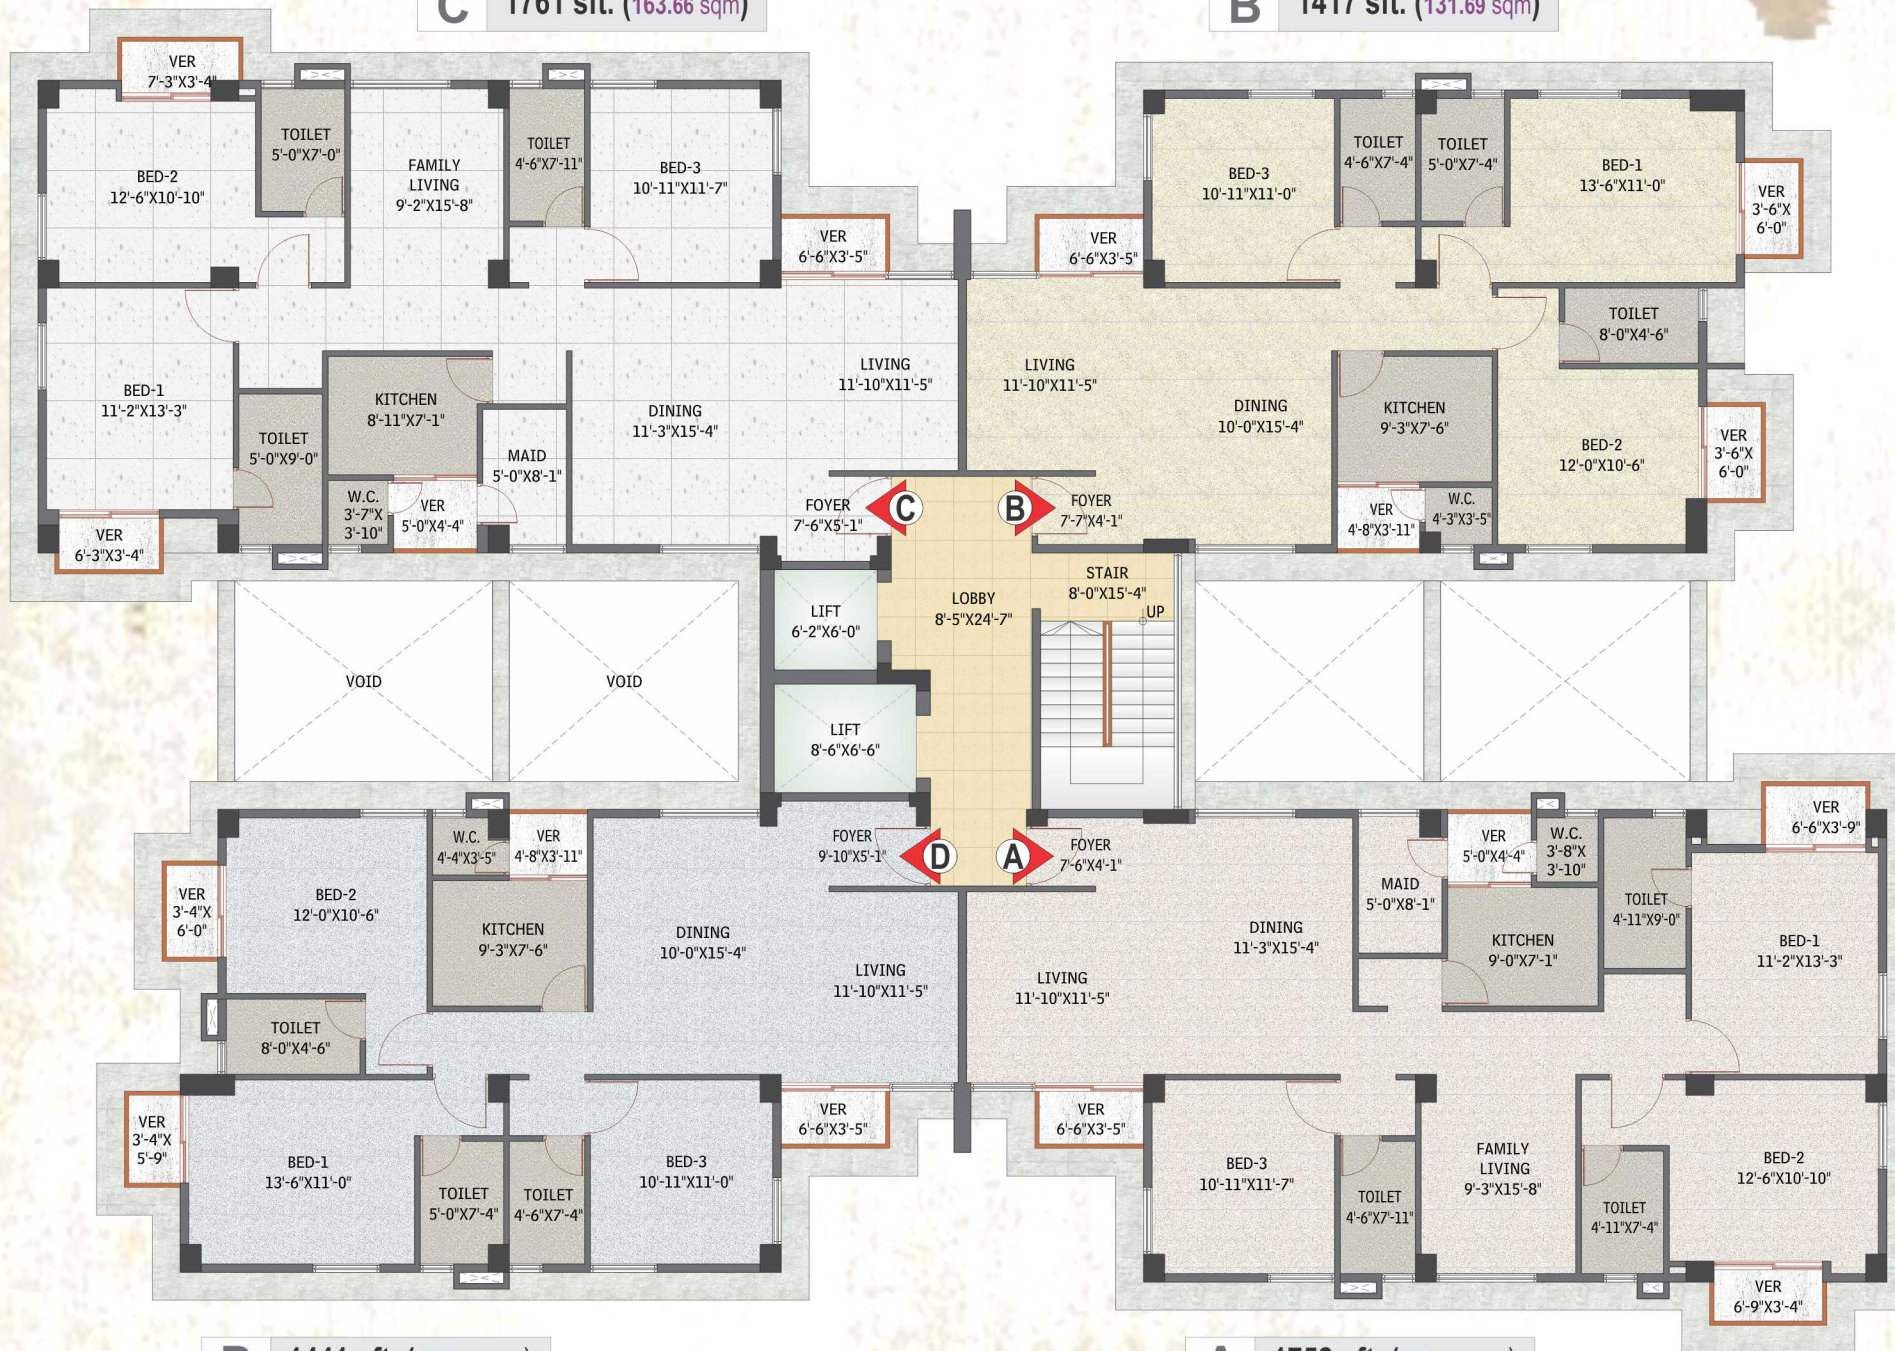 C 1761 sft. (163.66 sqm)
B 1417 sft. (131.69 sqm)
VER
7'-3"X3'-4"
BED-2
12'-6"X10'-10"
TOILET
5'-0"X7'-0"
FAMILY
LIVING
9'-2"X15'-8"
TOILET
4'-6"X7'-11"
BED-3
10'-11"X11'-7"
VER
6'-6"X3'-5"
BED-1
11'-2"X13'-3"
TOILET
5'-0"X9'-0"
KITCHEN
8'-11"X7'-1"
MAID
5'-0"X8'-1"
W.C.
3'-7"X
3'-10"
VER
5'-0"X4'-4"
VER
6'-3"X3'-4"
DINING
11'-3"X15'-4"
LIVING
11'-10"X11'-5"
FOYER
7'-6"X5'-1"
C
VER
6'-6"X3'-5"
BED-3
10'-11"X11'-0"
TOILET
4'-6"X7'-4"
TOILET
5'-0"X7'-4"
BED-1
13'-6"X11'-0"
VER
3'-6"X
6'-0"
LIVING
11'-10"X11'-5"
DINING
10'-0"X15'-4"
KITCHEN
9'-3"X7'-6"
TOILET
8'-0"X4'-6"
BED-2
12'-0"X10'-6"
VER
3'-6"X
6'-0"
VER
4'-8"X3'-11"
W.C.
4'-3"X3'-5"
B
FOYER
7'-7"X4'-1"
STAIR
8'-0"X15'-4"
UP
LOBBY
8'-5"X24'-7"
LIFT
6'-2"X6'-0"
LIFT
8'-6"X6'-6"
VOID
VOID
W.C.
4'-4"X3'-5"
VER
4'-8"X3'-11"
FOYER
9'-10"X5'-1"
D
VER
3'-4"X
6'-0"
BED-2
12'-0"X10'-6"
KITCHEN
9'-3"X7'-6"
DINING
10'-0"X15'-4"
LIVING
11'-10"X11'-5"
TOILET
8'-0"X4'-6"
VER
3'-4"X
5'-9"
BED-1
13'-6"X11'-0"
TOILET
5'-0"X7'-4"
TOILET
4'-6"X7'-4"
BED-3
10'-11"X11'-0"
VER
6'-6"X3'-5"
A
FOYER
7'-6"X4'-1"
LIVING
11'-10"X11'-5"
DINING
11'-3"X15'-4"
MAID
5'-0"X8'-1"
VER
5'-0"X4'-4"
W.C.
3'-8"X
3'-10"
VER
6'-6"X3'-9"
TOILET
4'-11"X9'-0"
KITCHEN
9'-0"X7'-1"
BED-1
11'-2"X13'-3"
VER
6'-6"X3'-5"
BED-3
10'-11"X11'-7"
TOILET
4'-6"X7'-11"
FAMILY
LIVING
9'-3"X15'-8"
TOILET
4'-11"X7'-4"
BED-2
12'-6"X10'-10"
VER
6'-9"X3'-4"